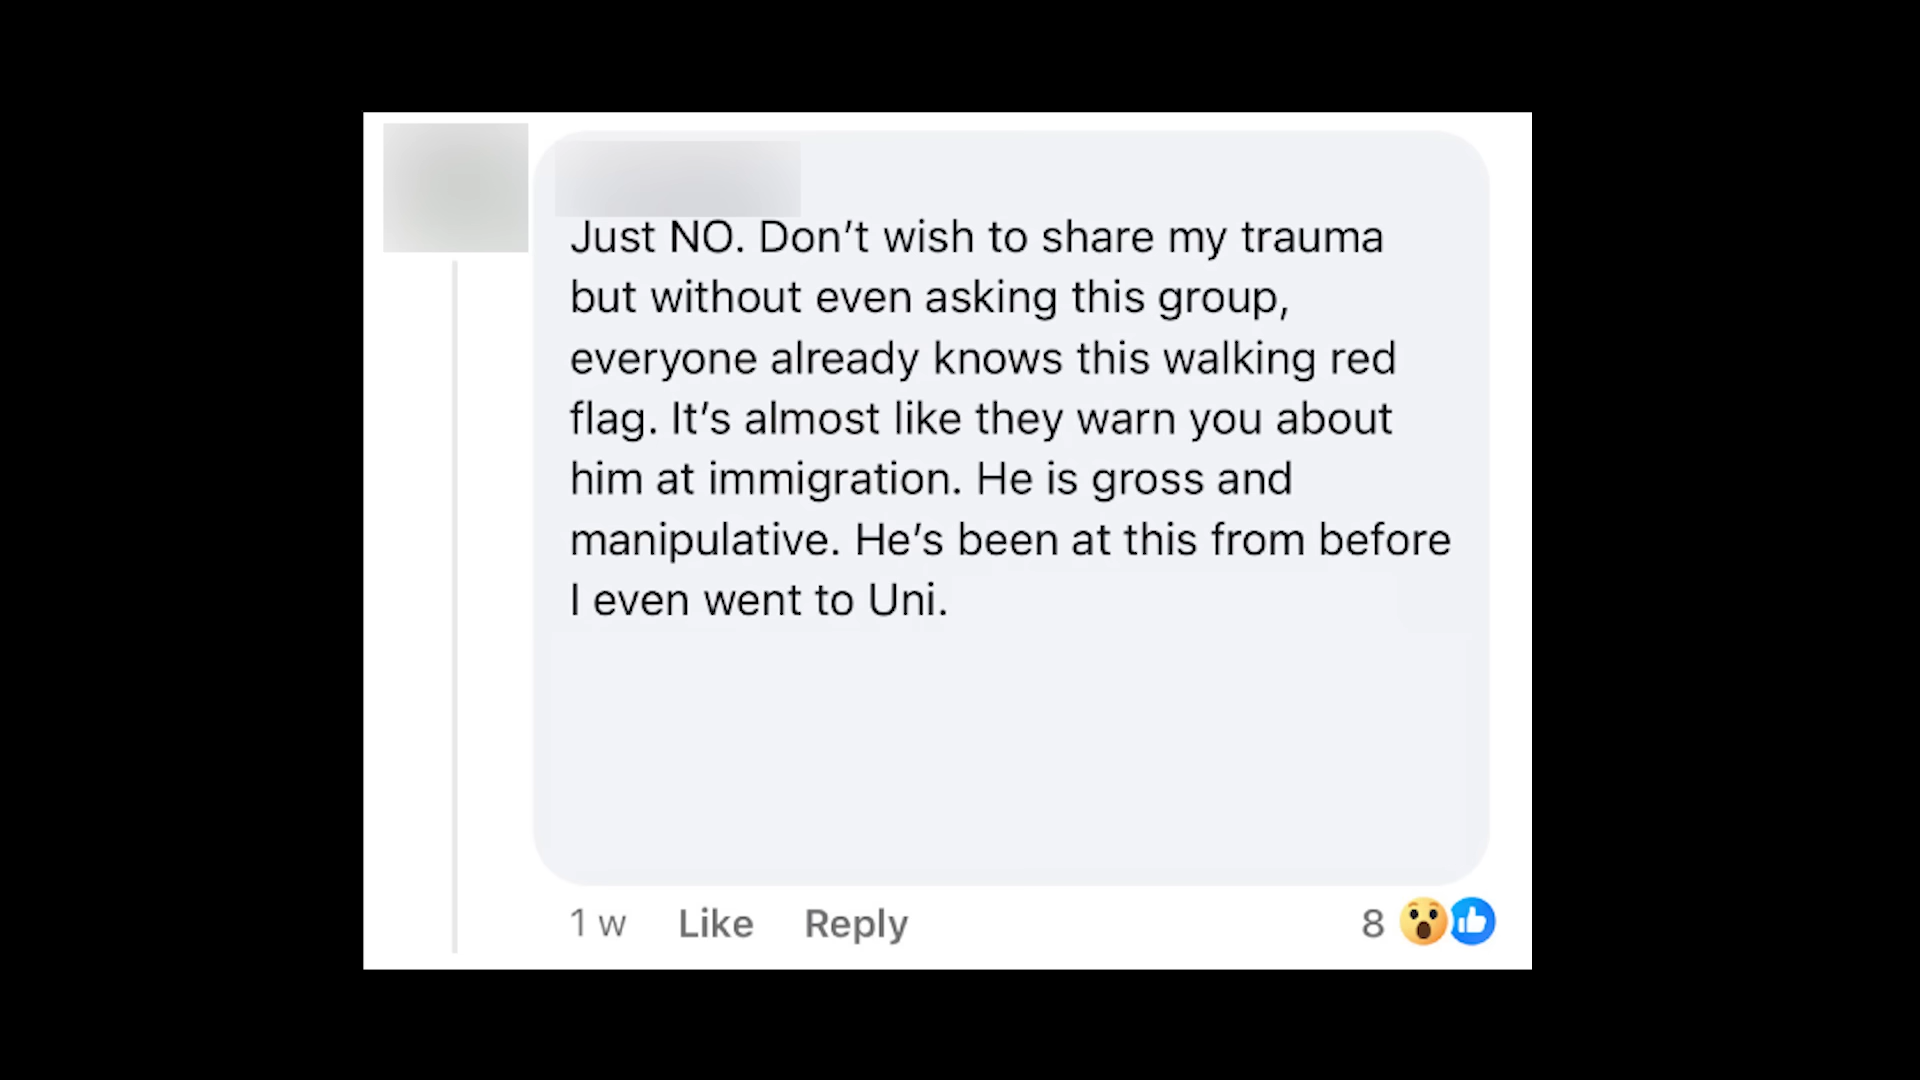 Just NO. Don’t wish to share my trauma
but without even asking this group,
everyone already knows this walking red
flag. It’s almost like they warn you about
him at immigration. He is gross and
manipulative. He’s been at this from before
I even went to Uni.
1 w Like Reply 8